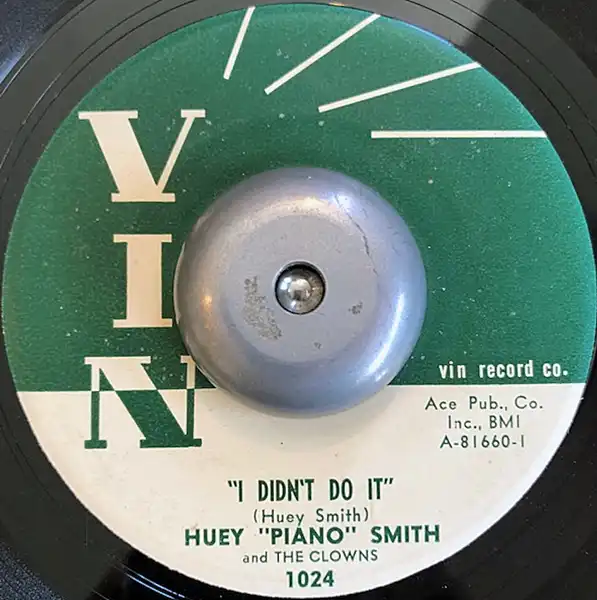 VIN
vin record co.
Ace Pub., Co.
Inc., BMI
A-81660-1
"I DIDN'T DO IT"
(Huey Smith)
HUEY "PIANO" SMITH
and THE CLOWNS
1024